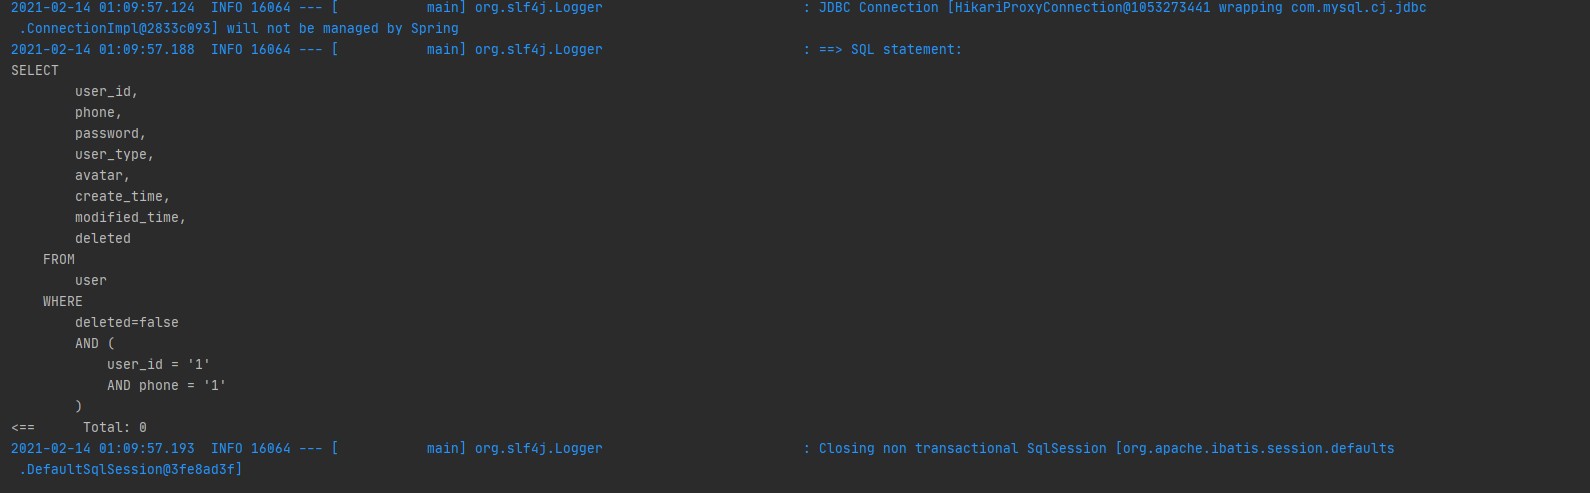 2021-02-14 01:09:57.124  INFO 16064 --- [           main] org.slf4j.Logger                         : JDBC Connection [HikariProxyConnection@1053273441 wrapping com.mysql.cj.jdbc
 .ConnectionImpl@2833c093] will not be managed by Spring
2021-02-14 01:09:57.188  INFO 16064 --- [           main] org.slf4j.Logger                         : ==> SQL statement:
SELECT
        user_id,
        phone,
        password,
        user_type,
        avatar,
        create_time,
        modified_time,
        deleted
    FROM
        user
    WHERE
        deleted=false
        AND (
            user_id = '1'
            AND phone = '1'
        )
<==      Total: 0
2021-02-14 01:09:57.193  INFO 16064 --- [           main] org.slf4j.Logger                         : Closing non transactional SqlSession [org.apache.ibatis.session.defaults
 .DefaultSqlSession@3fe8ad3f]